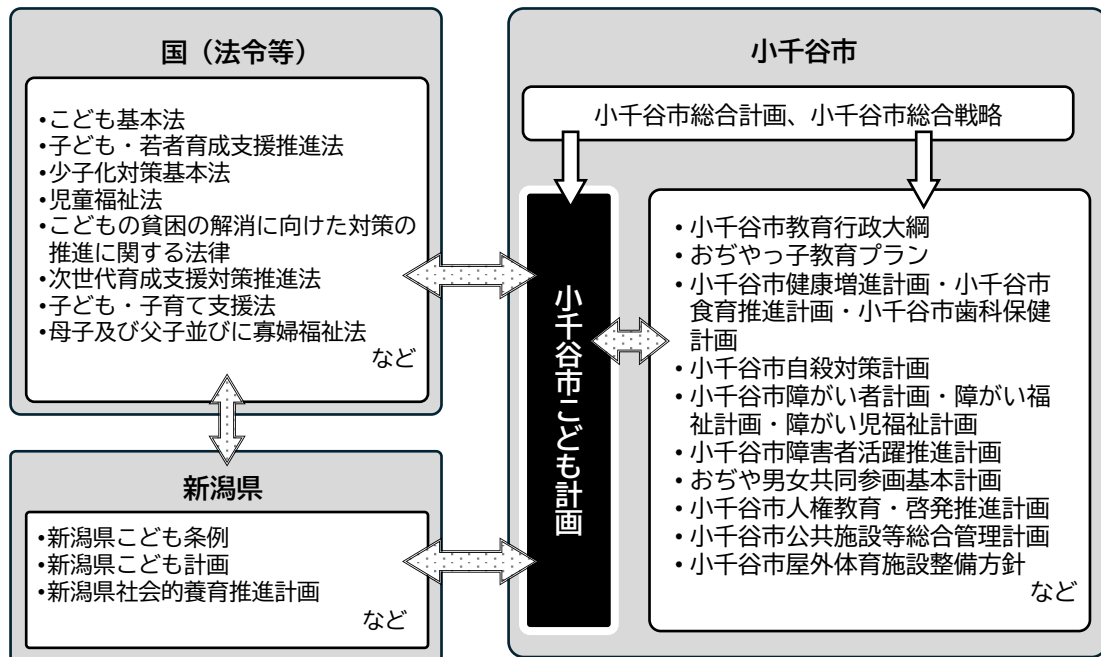 国（法令等）
•こども基本法
•子ども・若者育成支援推進法
•少子化対策基本法
•児童福祉法
•こどもの貧困の解消に向けた対策の
推進に関する法律
•次世代育成支援対策推進法
•子ども・子育て支援法
•母子及び父子並びに寡婦福祉法
など
新潟県
•新潟県こども条例
•新潟県こども計画
•新潟県社会的養育推進計画
など
小千谷市
小千谷市総合計画、小千谷市総合戦略
小千谷市こども計画
• 小千谷市教育行政大綱
• おぢやっ子教育プラン
• 小千谷市健康増進計画・小千谷市
食育推進計画・小千谷市歯科保健
計画
• 小千谷市自殺対策計画
• 小千谷市障がい者計画・障がい福
祉計画・障がい児福祉計画
• 小千谷市障害者活躍推進計画
• おぢや男女共同参画基本計画
• 小千谷市人権教育・啓発推進計画
• 小千谷市公共施設等総合管理計画
• 小千谷市屋外体育施設整備方針
など